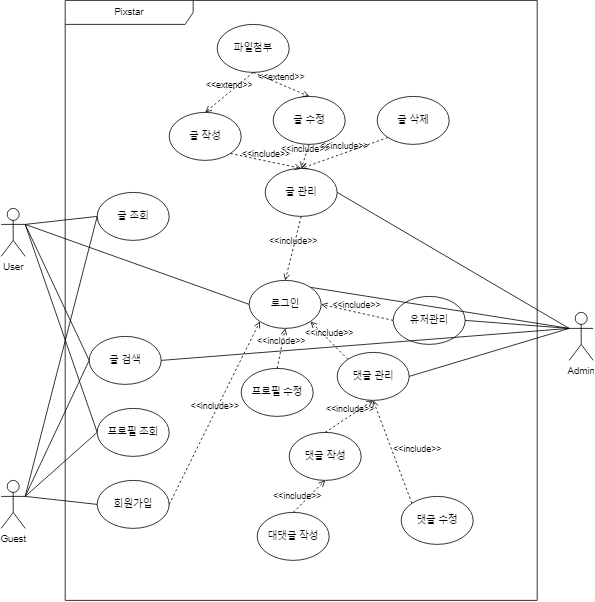 Pixstar
파일첨부
<<extend>>
<<extend>>
글 작성
글 수정
글 삭제
<<include>>
<<include>>
<<include>>
글 관리
글 조회
User
<<include>>
로그인
<<include>>
유저관리
<<include>>
<<include>>
Admin
글 검색
프로필 수정
댓글 관리
<<include>>
<<include>>
프로필 조회
<<include>>
댓글 작성
<<include>>
회원가입
Guest
대댓글 작성
댓글 수정